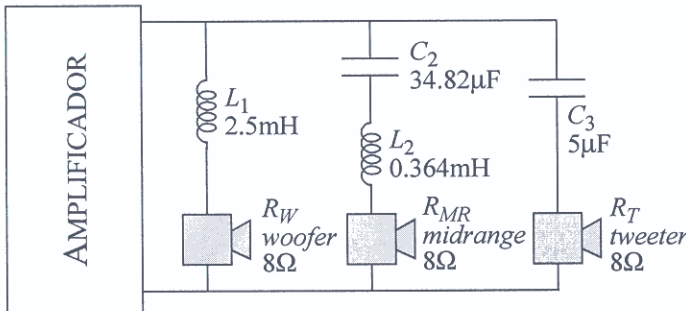 AMPLIFICADOR
L1
2.5mH
RW
woofer
8Ω
C2
34.82µF
L2
0.364mH
RMR
midrange
8Ω
C3
5µF
RT
tweeter
8Ω